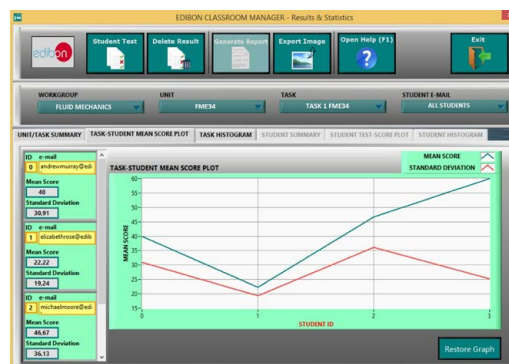 EDIBON CLASSROOM MANAGER - Results & Statistics
edibon
Student Test
Delete Result
Generate Report
Export Image
Open Help (F1)
Exit
WORKGROUP
UNIT
TASK
STUDENT E-MAIL
FLUID MECHANICS
FME34
TASK 1 FME34
ALL STUDENTS
UNIT/TASK SUMMARY
TASK-STUDENT MEAN SCORE PLOT
TASK HISTOGRAM
STUDENT SUMMARY
STUDENT TEST-SCORE PLOT
STUDENT HISTOGRAM
ID e-mail
0 andrewmurray@edi
Mean Score
40
Standard Deviation
30,91
ID e-mail
1 elizabethrose@edib
Mean Score
22,22
Standard Deviation
19,24
ID e-mail
2 michaelmoore@edi
Mean Score
46,67
Standard Deviation
36,13
TASK-STUDENT MEAN SCORE PLOT
MEAN SCORE
STANDARD DEVIATION
MEAN SCORE
60
55
50
45
40
35
30
25
20
15
0
1
2
3
STUDENT ID
Restore Graph